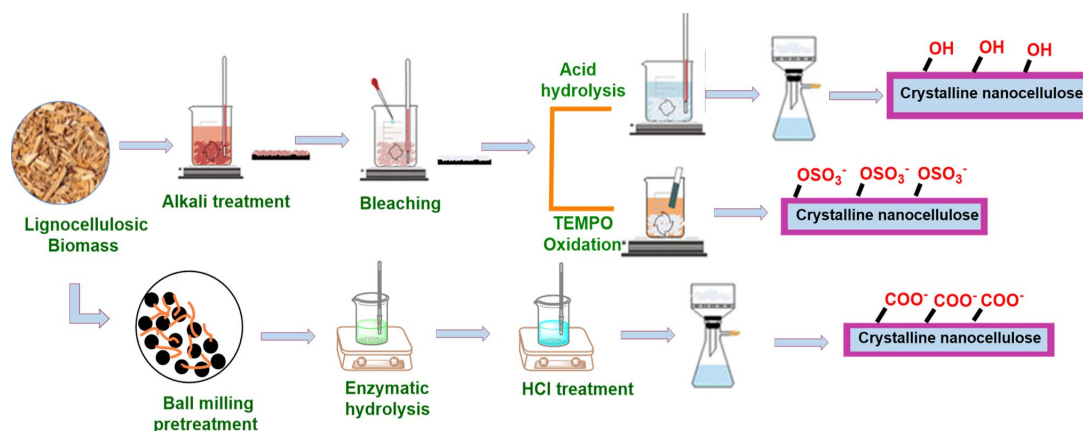 Lignocellulosic
Biomass
Alkali treatment
Bleaching
Acid
hydrolysis
TEMPO
Oxidation
OH OH OH
Crystalline nanocellulose
OSO₃⁻ OSO₃⁻ OSO₃⁻
Crystalline nanocellulose
Ball milling
pretreatment
Enzymatic
hydrolysis
HCl treatment
COO⁻ COO⁻ COO⁻
Crystalline nanocellulose